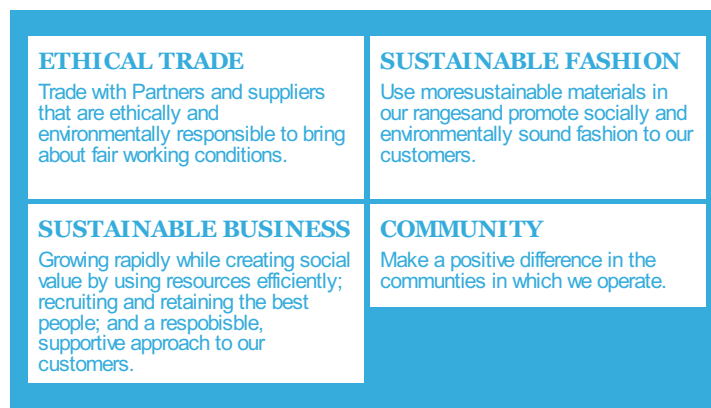 ETHICAL TRADE
Trade with Partners and suppliers
that are ethically and
environmentally responsible to bring
about fair working conditions.
SUSTAINABLE FASHION
Use moresustainable materials in
our rangesand promote socially and
environmentally sound fashion to our
customers.
SUSTAINABLE BUSINESS
Growing rapidly while creating social
value by using resources efficiently;
recruiting and retaining the best
people; and a respobisble,
supportive approach to our
customers.
COMMUNITY
Make a positive difference in the
communties in which we operate.